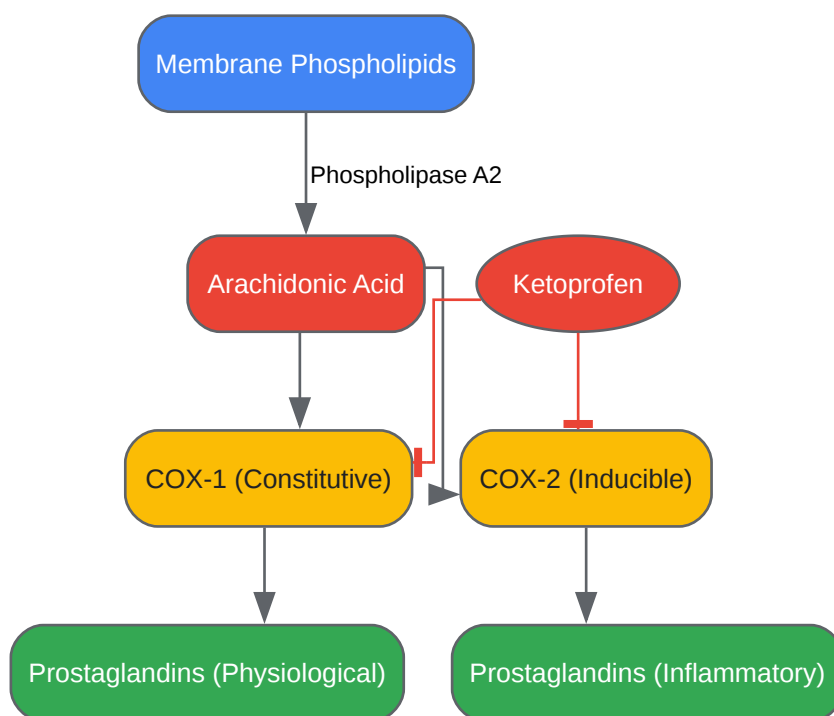 Membrane Phospholipids
Phospholipase A2
Arachidonic Acid
Ketoprofen
COX-1 (Constitutive)
COX-2 (Inducible)
Prostaglandins (Physiological)
Prostaglandins (Inflammatory)